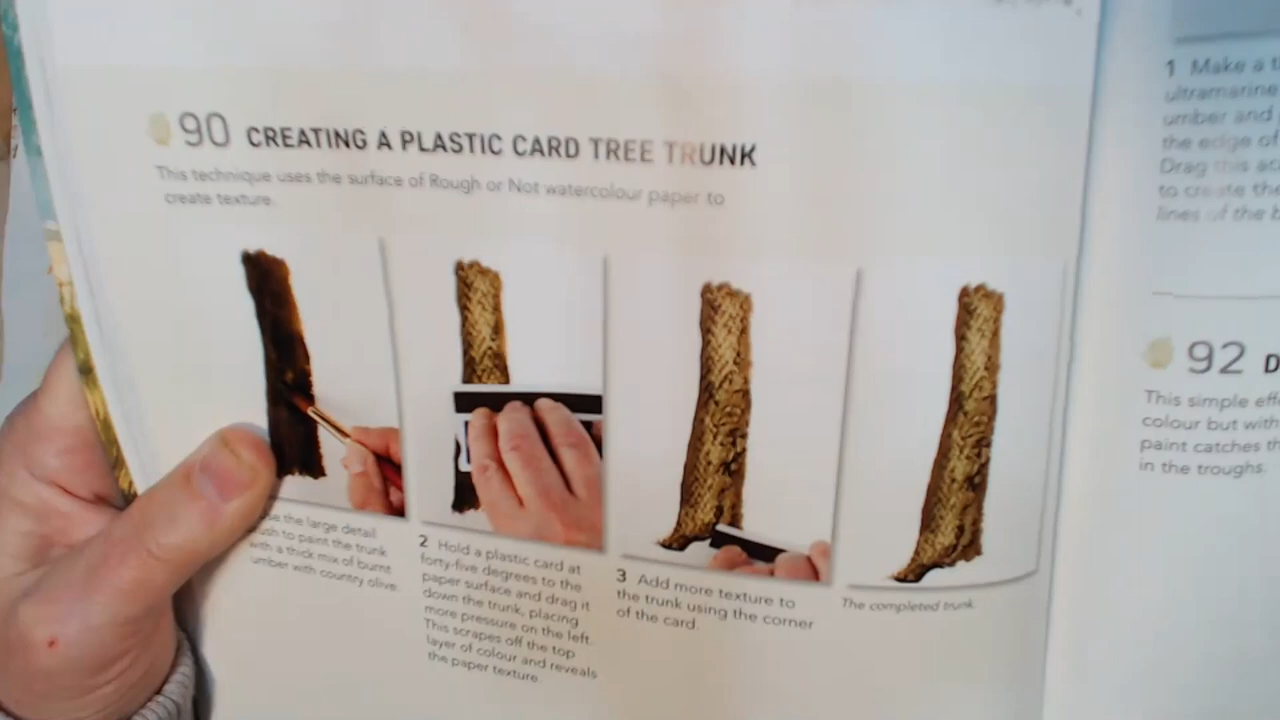 90 CREATING A PLASTIC CARD TREE TRUNK
This technique uses the surface of Rough or Not watercolour paper to
create texture.
the large detail
to paint the trunk
with a thick mix of burnt
umber with country olive.
2 Hold a plastic card at
forty-five degrees to the
paper surface and drag it
down the trunk, placing
more pressure on the left.
This scrapes off the top
layer of colour and reveals
the paper texture.
3 Add more texture to
the trunk using the corner
of the card.
The completed trunk.
1 Make a
ultramarine
umber and
the edge of
Drag this
to create the
lines of the
92
This simple
colour but with
paint catches
in the troughs.